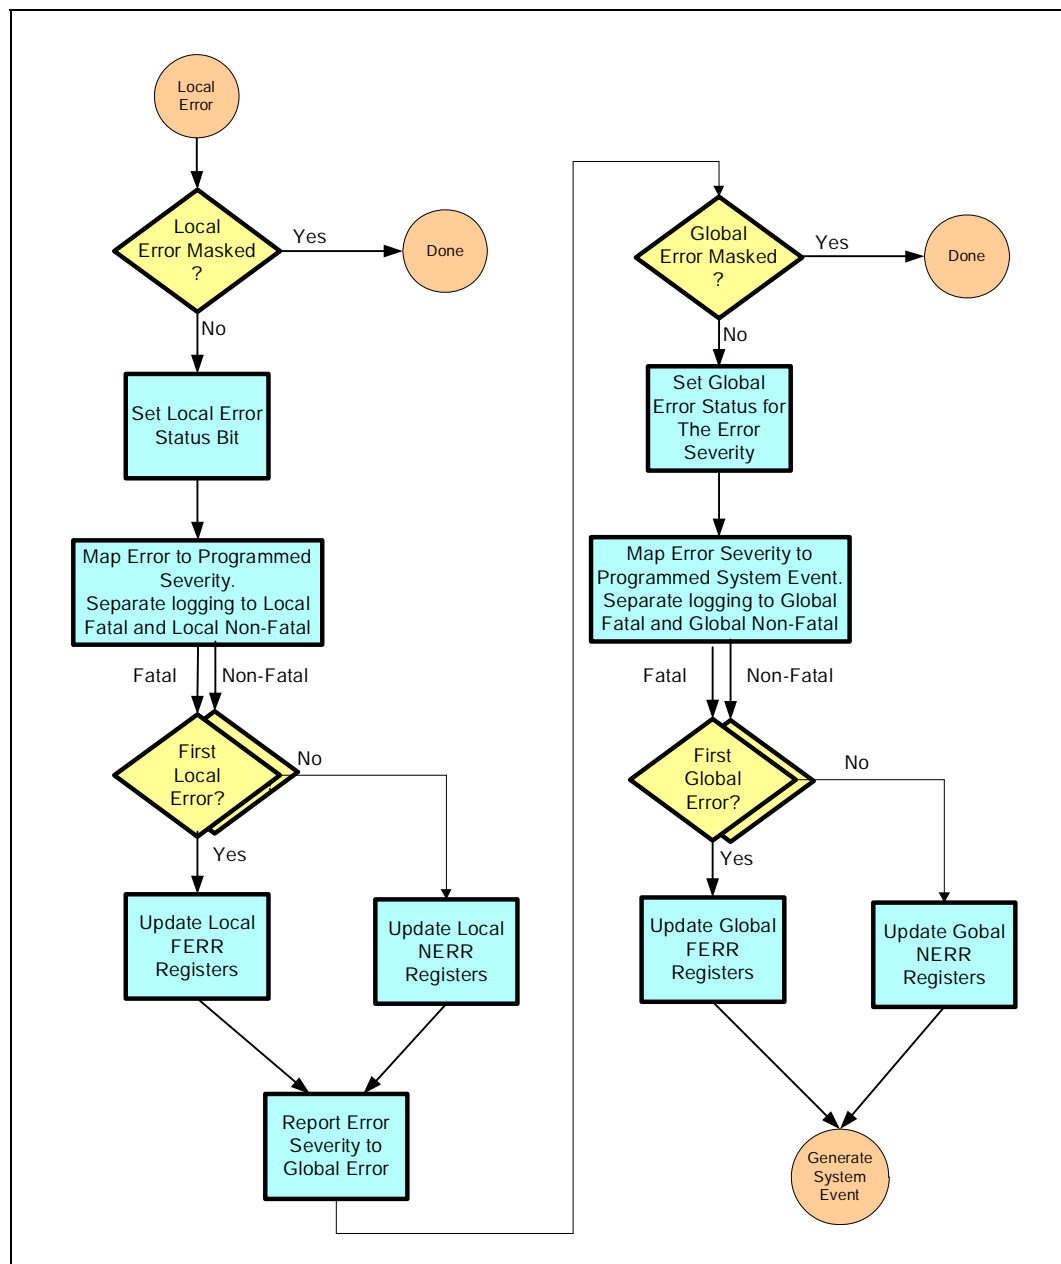 Local
Error
Local
Error Masked
?
Yes
Done
No
Set Local Error
Status Bit
Map Error to Programmed
Severity.
Separate logging to Local
Fatal and Local Non-Fatal
Fatal
Non-Fatal
First
Local
Error?
No
Yes
Update Local
FERR
Registers
Update Local
NERR
Registers
Report Error
Severity to
Global Error
Global
Error Masked
?
Yes
Done
No
Set Global
Error Status for
The Error
Severity
Map Error Severity to
Programmed System Event.
Separate logging to Global
Fatal and Global Non-Fatal
Fatal
Non-Fatal
First
Global
Error?
No
Yes
Update Global
FERR
Registers
Update Gobal
NERR
Registers
Generate
System
Event